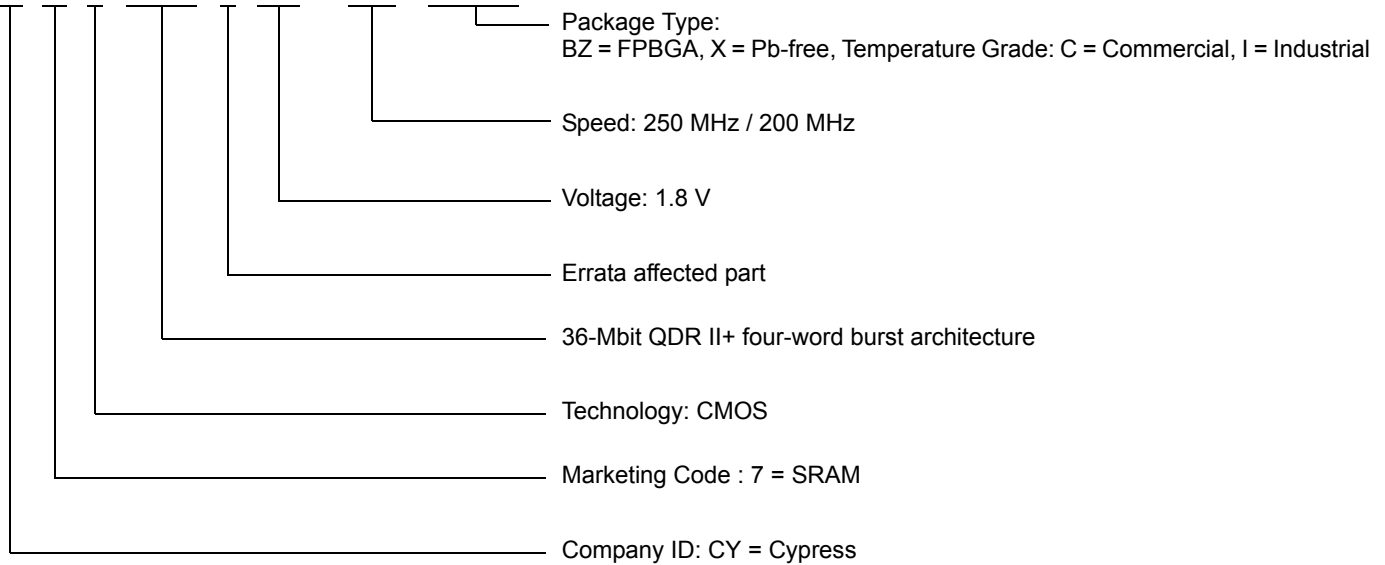 Package Type:
BZ = FPBGA, X = Pb-free, Temperature Grade: C = Commercial, I = Industrial
Speed: 250 MHz / 200 MHz
Voltage: 1.8 V
Errata affected part
36-Mbit QDR II+ four-word burst architecture
Technology: CMOS
Marketing Code : 7 = SRAM
Company ID: CY = Cypress